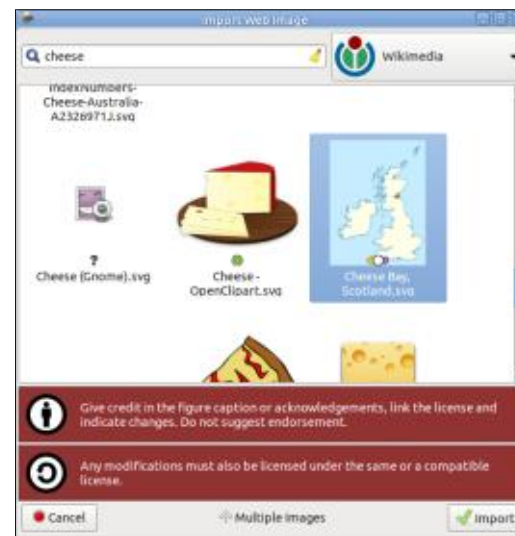 Import Web Image
cheese
Wikimedia
IndexNumbers-
Cheese-Australia-
A2326971J.svg
?
Cheese (Gnome).svg
Cheese -
OpenClipart.svg
Cheese Bay,
Scotland.svg
Give credit in the figure caption or acknowledgements, link the license and
indicate changes. Do not suggest endorsement.
Any modifications must also be licensed under the same or a compatible
license.
Cancel
Multiple Images
Import